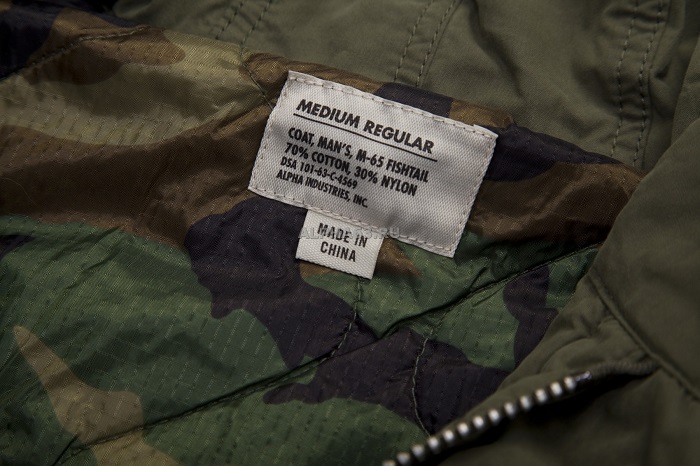 MEDIUM REGULAR
COAT, MAN'S, M-65 FISHTAIL
70% COTTON, 30% NYLON
DSA 101-63-C-4569
ALPHA INDUSTRIES, INC.
MADE IN
CHINA